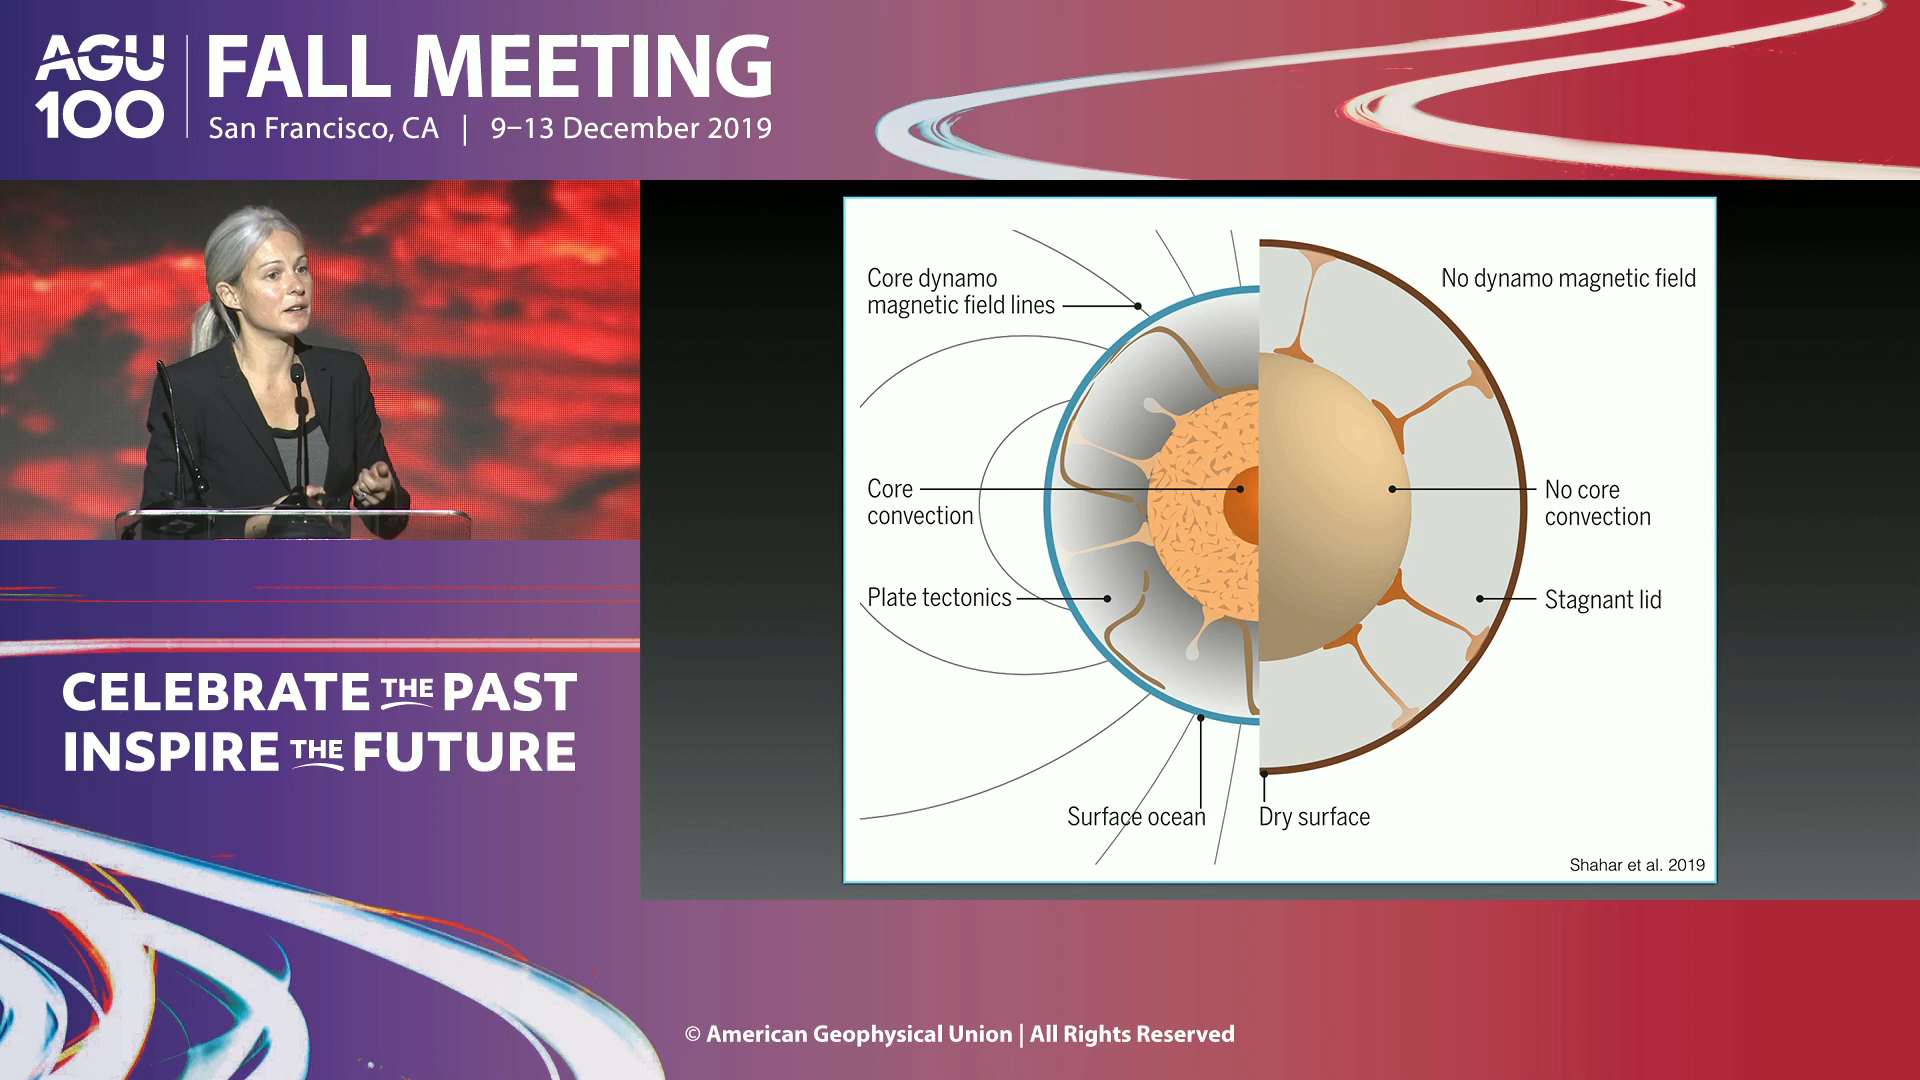 AGU
100
FALL MEETING
San Francisco, CA | 9–13 December 2019
Core dynamo
magnetic field lines
No dynamo magnetic field
Core
convection
No core
convection
Plate tectonics
Stagnant lid
Surface ocean
Dry surface
Shahar et al. 2019
CELEBRATE THE PAST
INSPIRE THE FUTURE
© American Geophysical Union | All Rights Reserved